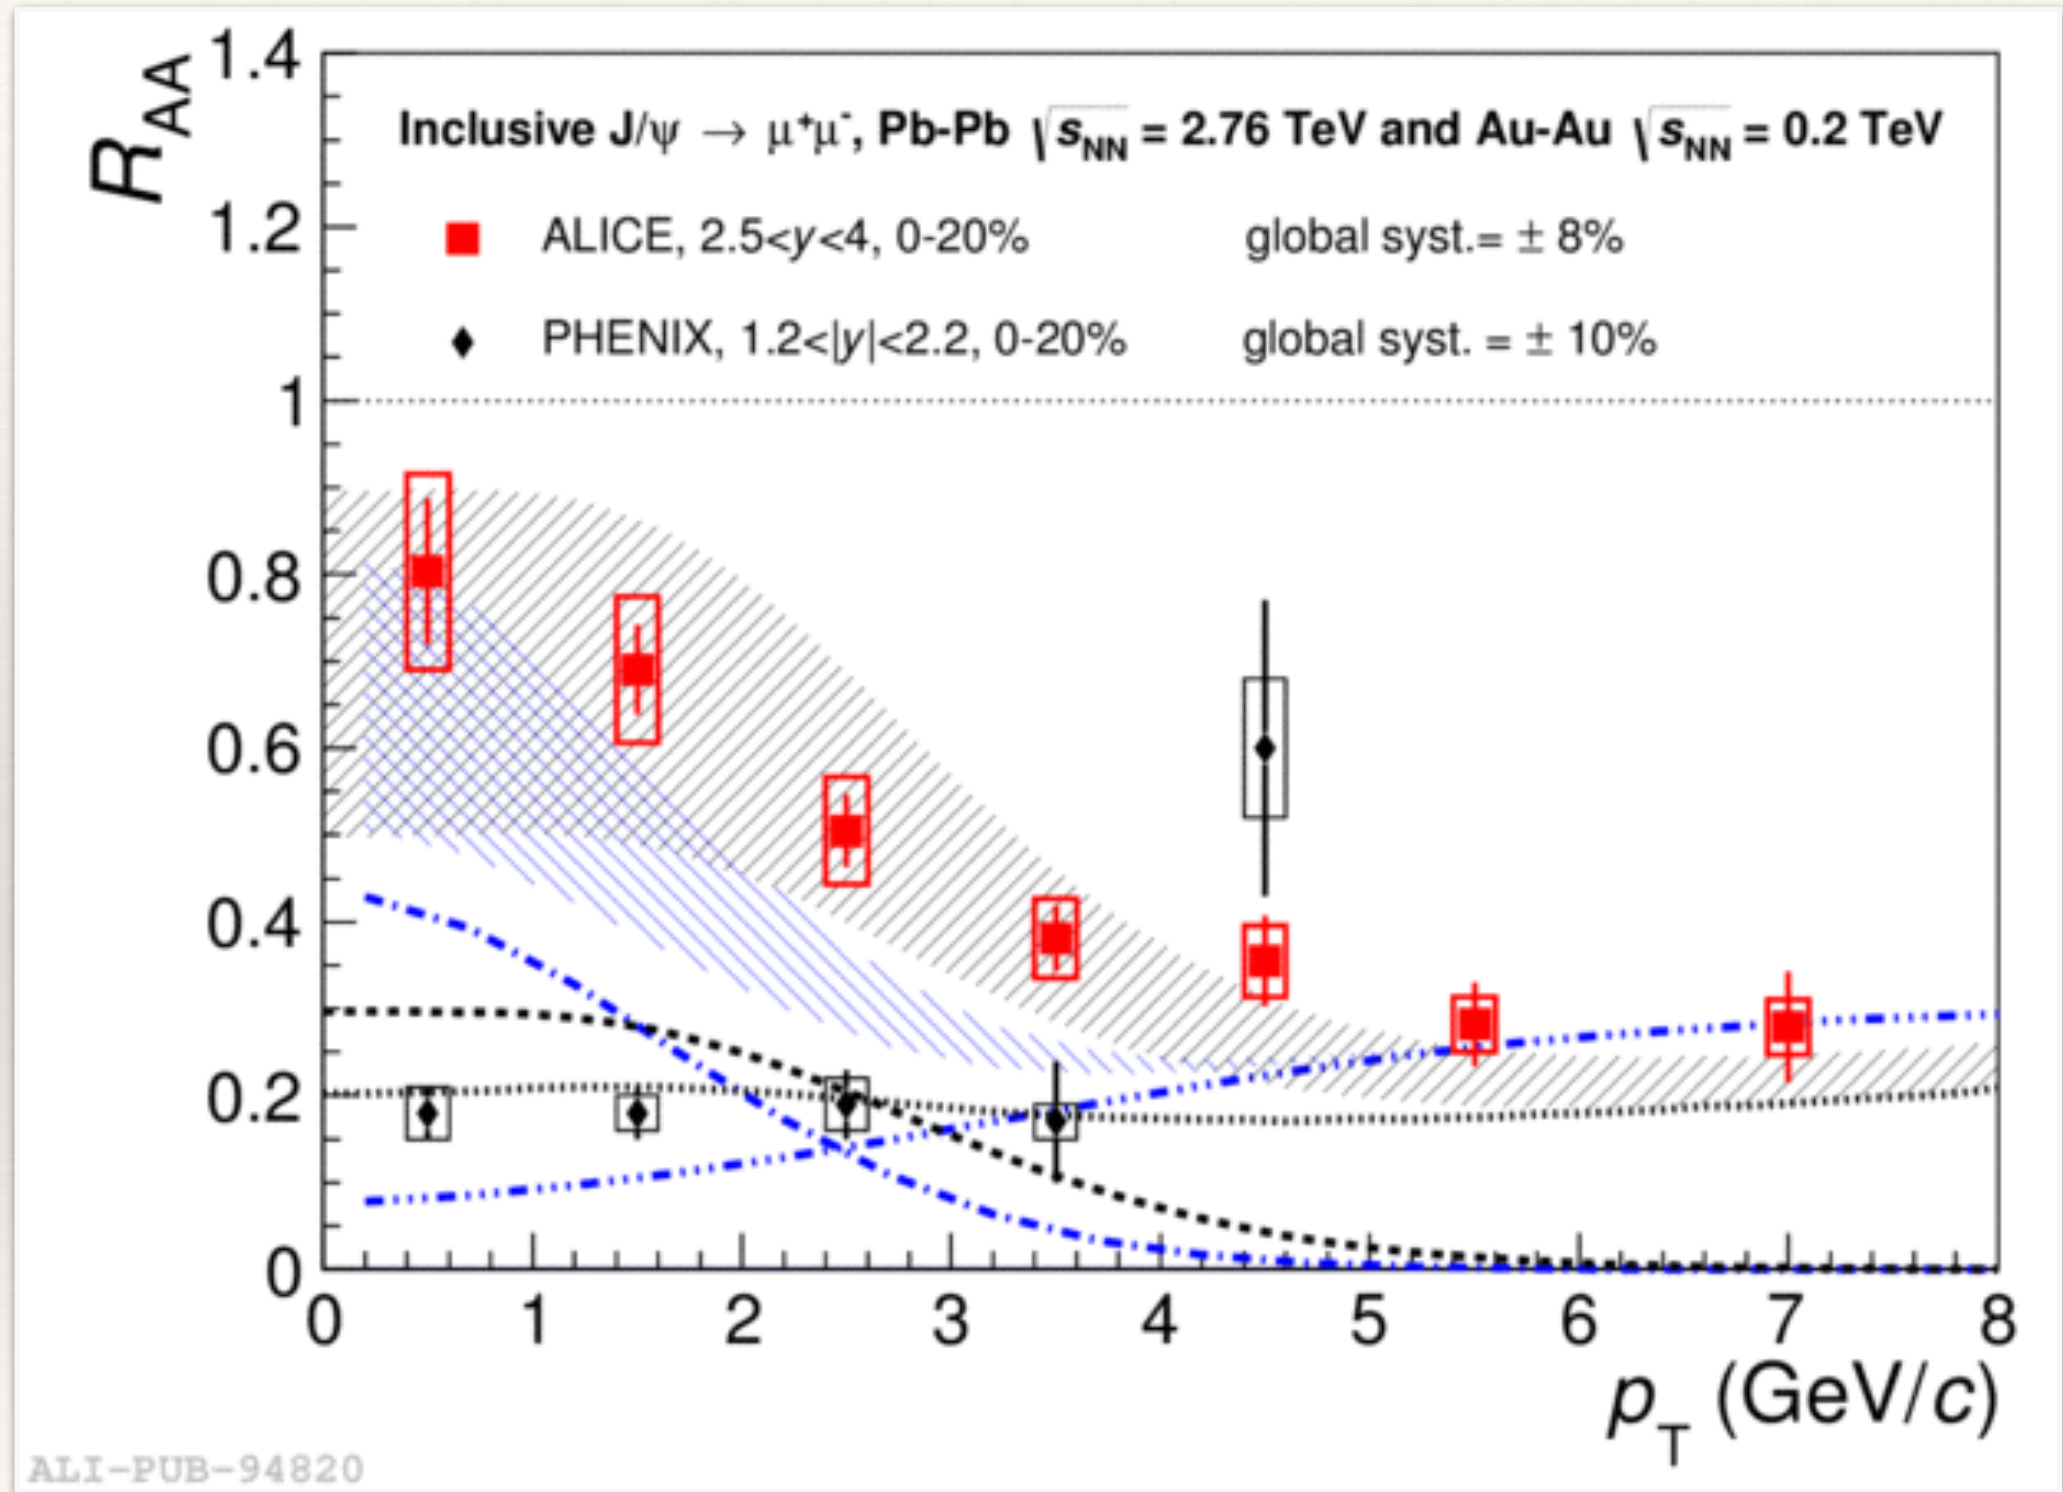 R_AA
1.4
Inclusive J/ψ → μ⁺μ⁻, Pb-Pb √s_NN = 2.76 TeV and Au-Au √s_NN = 0.2 TeV
1.2
ALICE, 2.5<y<4, 0-20% global syst.= ± 8%
PHENIX, 1.2<|y|<2.2, 0-20% global syst. = ± 10%
1
0.8
0.6
0.4
0.2
0
0 1 2 3 4 5 6 7 8
p_T (GeV/c)
ALI-PUB-94820